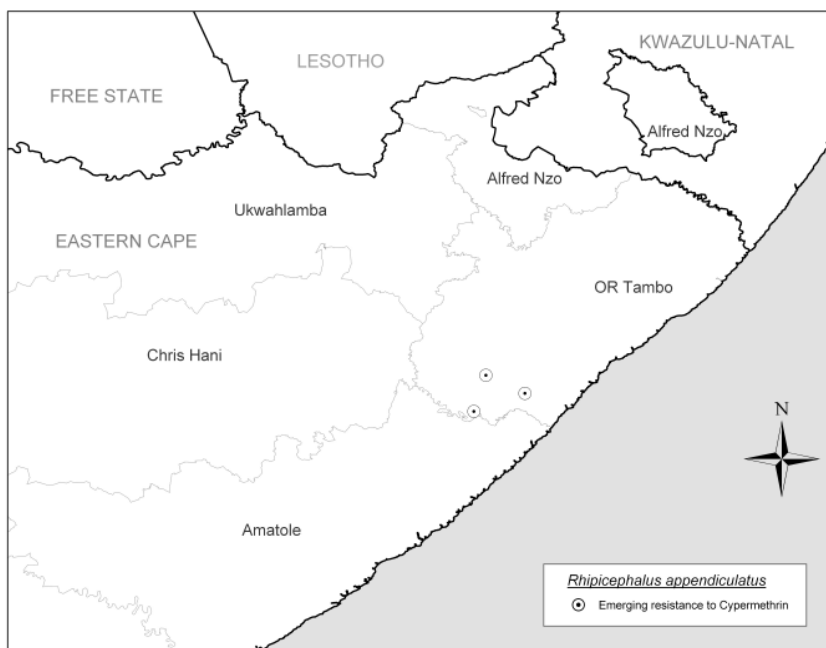 KWAZULU-NATAL
LESOTHO
FREE STATE
Alfred Nzo
Alfred Nzo
Ukwahlamba
EASTERN CAPE
OR Tambo
Chris Hani
N
Amatole
Rhipicephalus appendiculatus
Emerging resistance to Cypermethrin